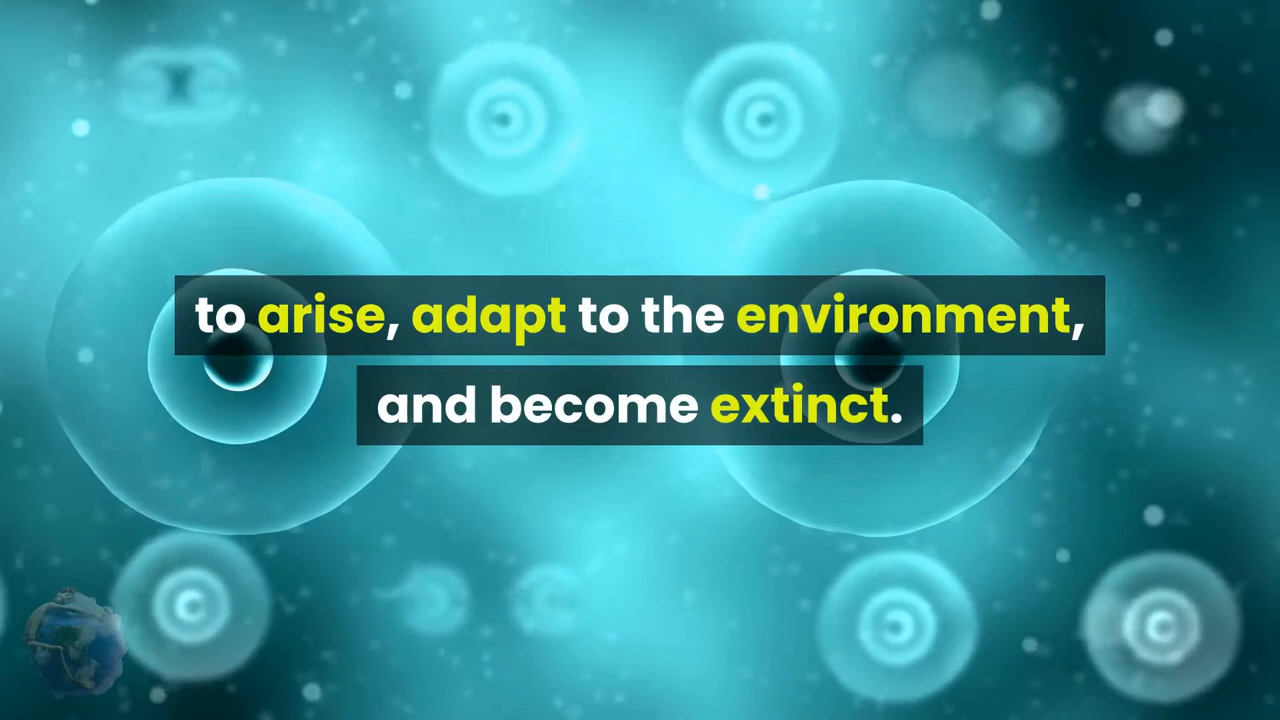 to arise, adapt to the environment,
and become extinct.